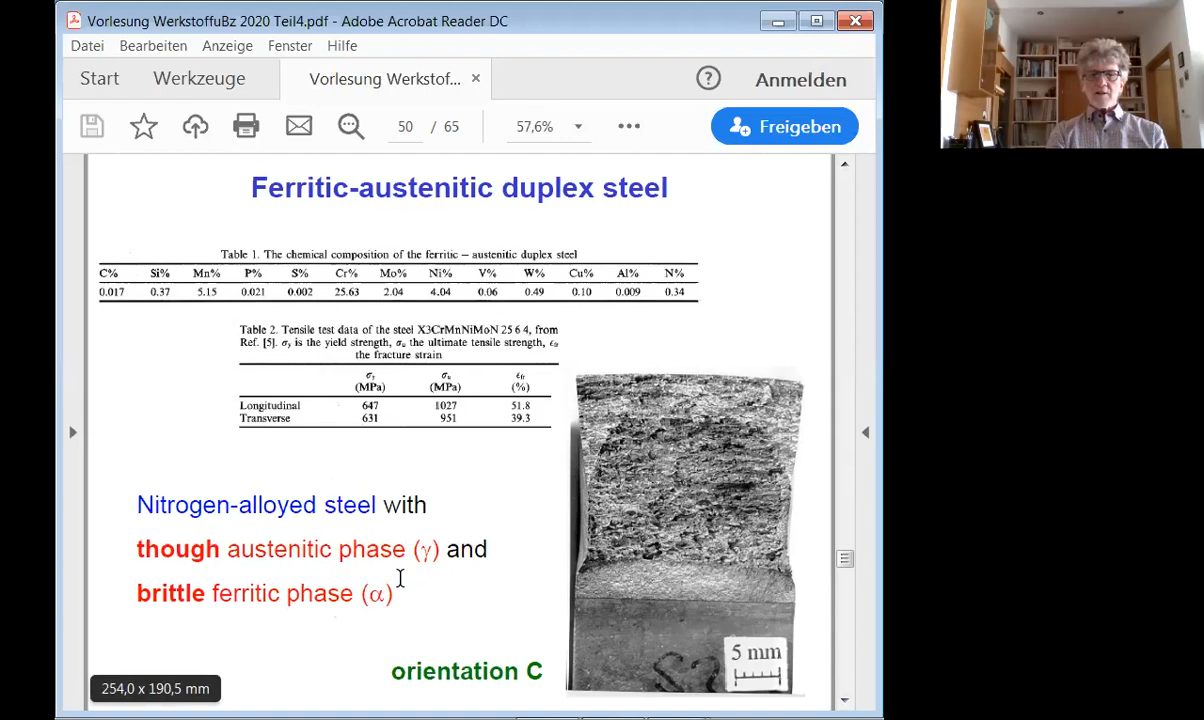 Vorlesung WerkstoffuBz 2020 Teil4.pdf - Adobe Acrobat Reader DC
Datei Bearbeiten Anzeige Fenster Hilfe
Start Werkzeuge Vorlesung Werkstof... × ? Anmelden
50 / 65 57,6% Freigeben
Ferritic-austenitic duplex steel
Table 1. The chemical composition of the ferritic – austenitic duplex steel
C% Si% Mn% P% S% Cr% Mo% Ni% V% W% Cu% Al% N%
0.017 0.37 5.15 0.021 0.002 25.63 2.04 4.04 0.06 0.49 0.10 0.009 0.34
Table 2. Tensile test data of the steel X3CrMnNiMoN 25 6 4, from
Ref. [5]. σy is the yield strength, σu the ultimate tensile strength, εfr
the fracture strain
σy σu εfr
(MPa) (MPa) (%)
Longitudinal 647 1027 51.8
Transverse 631 951 39.3
Nitrogen-alloyed steel with
though austenitic phase (γ) and
brittle ferritic phase (α)
5 mm
orientation C
254,0 x 190,5 mm